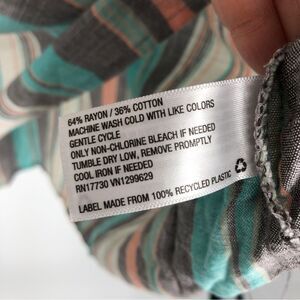 64% RAYON / 36% COTTON
MACHINE WASH COLD WITH LIKE COLORS
GENTLE CYCLE
ONLY NON-CHLORINE BLEACH IF NEEDED
TUMBLE DRY LOW, REMOVE PROMPTLY
COOL IRON IF NEEDED
RN17730 VN1299629
LABEL MADE FROM 100% RECYCLED PLASTIC